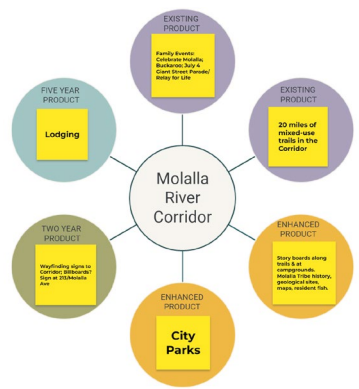 EXISTING
PRODUCT
Family Events:
Celebrate Molalla;
Buckaroo; July 4
Giant Street Parade/
Relay for Life
FIVE YEAR
PRODUCT
Lodging
EXISTING
PRODUCT
20 miles of
mixed-use
trails in the
Corridor
Molalla
River
Corridor
TWO YEAR
PRODUCT
Wayfinding signs to
Corridor; Billboards?
Sign at 213/Molalla
Ave
ENHANCED
PRODUCT
Story boards along
trails & at
campgrounds.
Molalla Tribe history,
geological sites,
maps, resident fish.
ENHANCED
PRODUCT
City
Parks